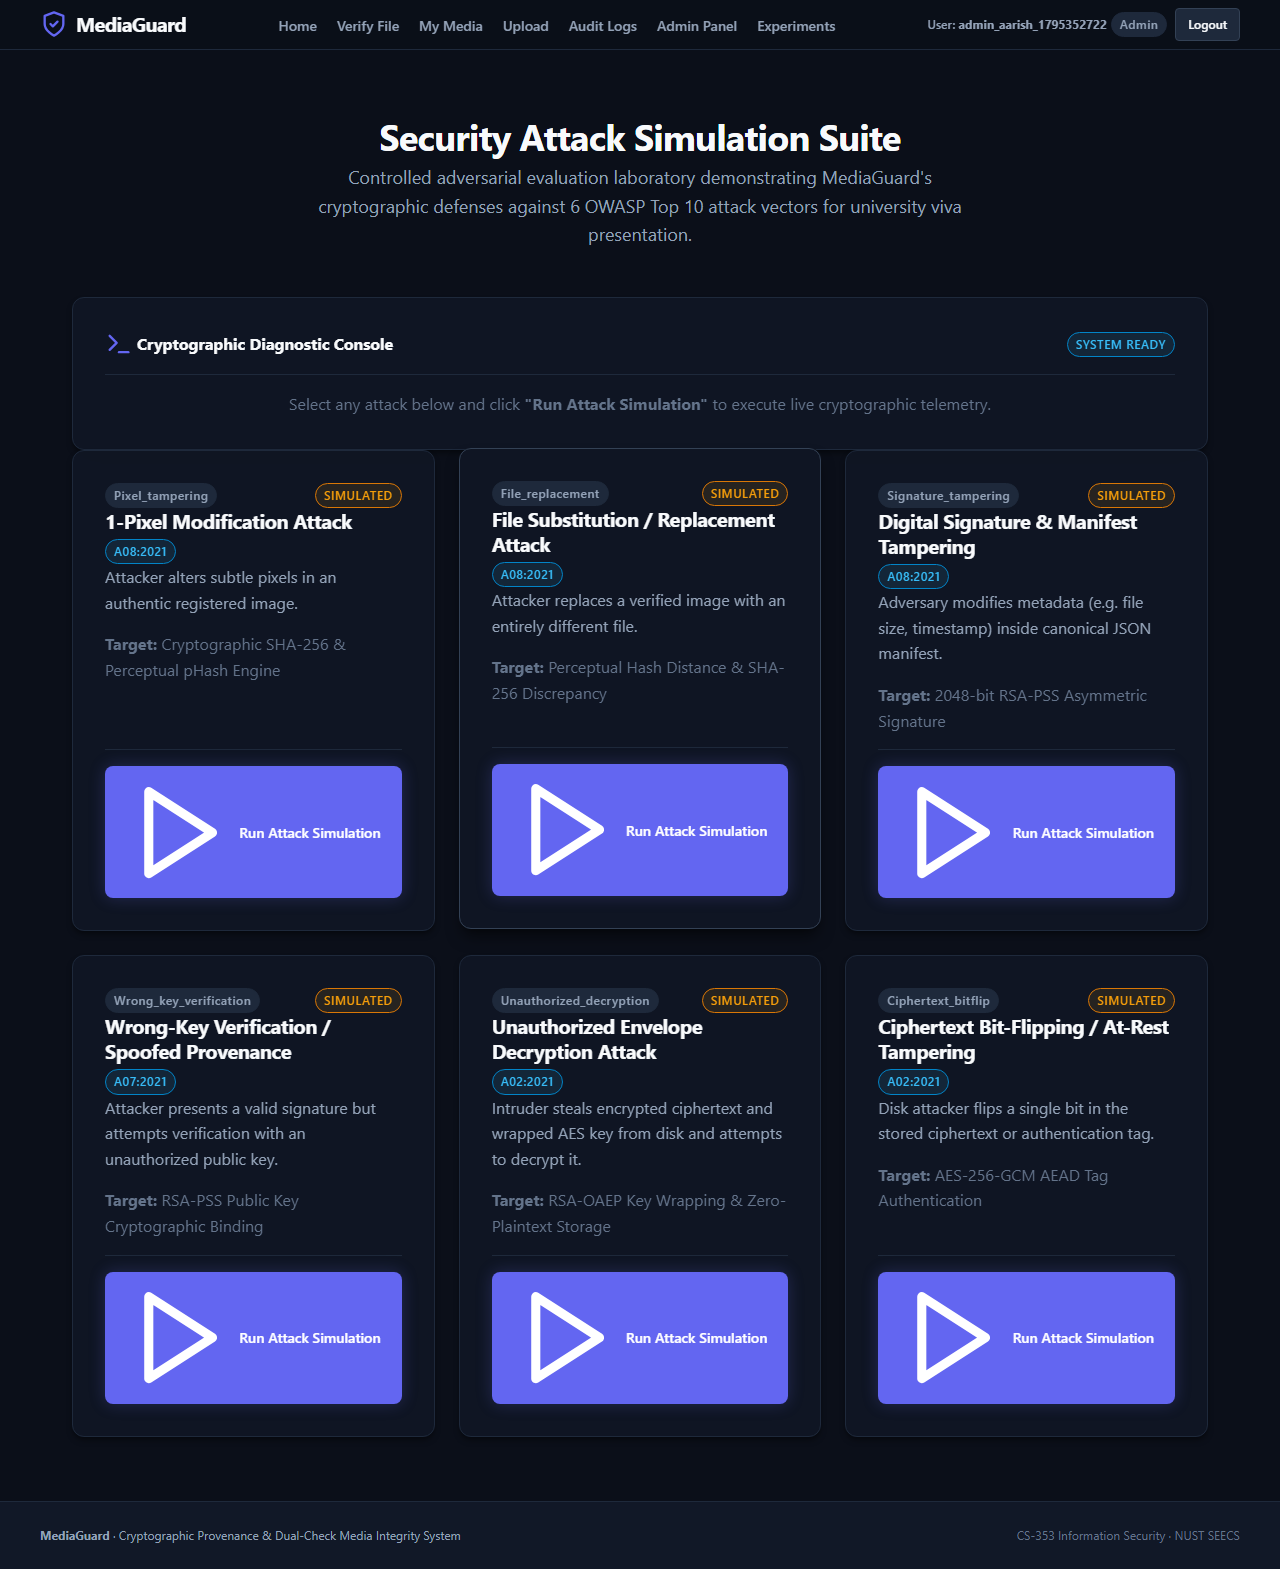 MediaGuard
Home Verify File My Media Upload Audit Logs Admin Panel Experiments
User: admin_aarish_1795352722 Admin Logout
Security Attack Simulation Suite
Controlled adversarial evaluation laboratory demonstrating MediaGuard's
cryptographic defenses against 6 OWASP Top 10 attack vectors for university viva
presentation.
Cryptographic Diagnostic Console
SYSTEM READY
Select any attack below and click "Run Attack Simulation" to execute live cryptographic telemetry.
Pixel_tampering SIMULATED
1-Pixel Modification Attack
A08:2021
Attacker alters subtle pixels in an
authentic registered image.
Target: Cryptographic SHA-256 &
Perceptual pHash Engine
Run Attack Simulation
File_replacement SIMULATED
File Substitution / Replacement
Attack
A08:2021
Attacker replaces a verified image with an
entirely different file.
Target: Perceptual Hash Distance & SHA-
256 Discrepancy
Run Attack Simulation
Signature_tampering SIMULATED
Digital Signature & Manifest
Tampering
A08:2021
Adversary modifies metadata (e.g. file
size, timestamp) inside canonical JSON
manifest.
Target: 2048-bit RSA-PSS Asymmetric
Signature
Run Attack Simulation
Wrong_key_verification SIMULATED
Wrong-Key Verification /
Spoofed Provenance
A07:2021
Attacker presents a valid signature but
attempts verification with an
unauthorized public key.
Target: RSA-PSS Public Key
Cryptographic Binding
Run Attack Simulation
Unauthorized_decryption SIMULATED
Unauthorized Envelope
Decryption Attack
A02:2021
Intruder steals encrypted ciphertext and
wrapped AES key from disk and attempts
to decrypt it.
Target: RSA-OAEP Key Wrapping & Zero-
Plaintext Storage
Run Attack Simulation
Ciphertext_bitflip SIMULATED
Ciphertext Bit-Flipping / At-Rest
Tampering
A02:2021
Disk attacker flips a single bit in the
stored ciphertext or authentication tag.
Target: AES-256-GCM AEAD Tag
Authentication
Run Attack Simulation
MediaGuard · Cryptographic Provenance & Dual-Check Media Integrity System
CS-353 Information Security · NUST SEECS